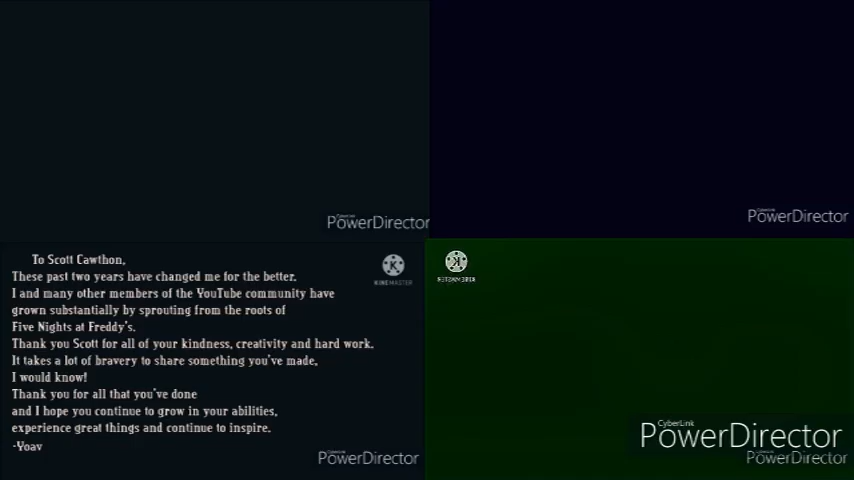 CyberLink
PowerDirector
CyberLink
PowerDirector
To Scott Cawthon,
These past two years have changed me for the better.
I and many other members of the YouTube community have
grown substantially by sprouting from the roots of
Five Nights at Freddy's.
Thank you Scott for all of your kindness, creativity and hard work.
It takes a lot of bravery to share something you've made,
I would know!
Thank you for all that you've done
and I hope you continue to grow in your abilities,
experience great things and continue to inspire.
-Yoav
KINEMASTER
CyberLink
PowerDirector
KINEMASTER
CyberLink
PowerDirector
PowerDirector